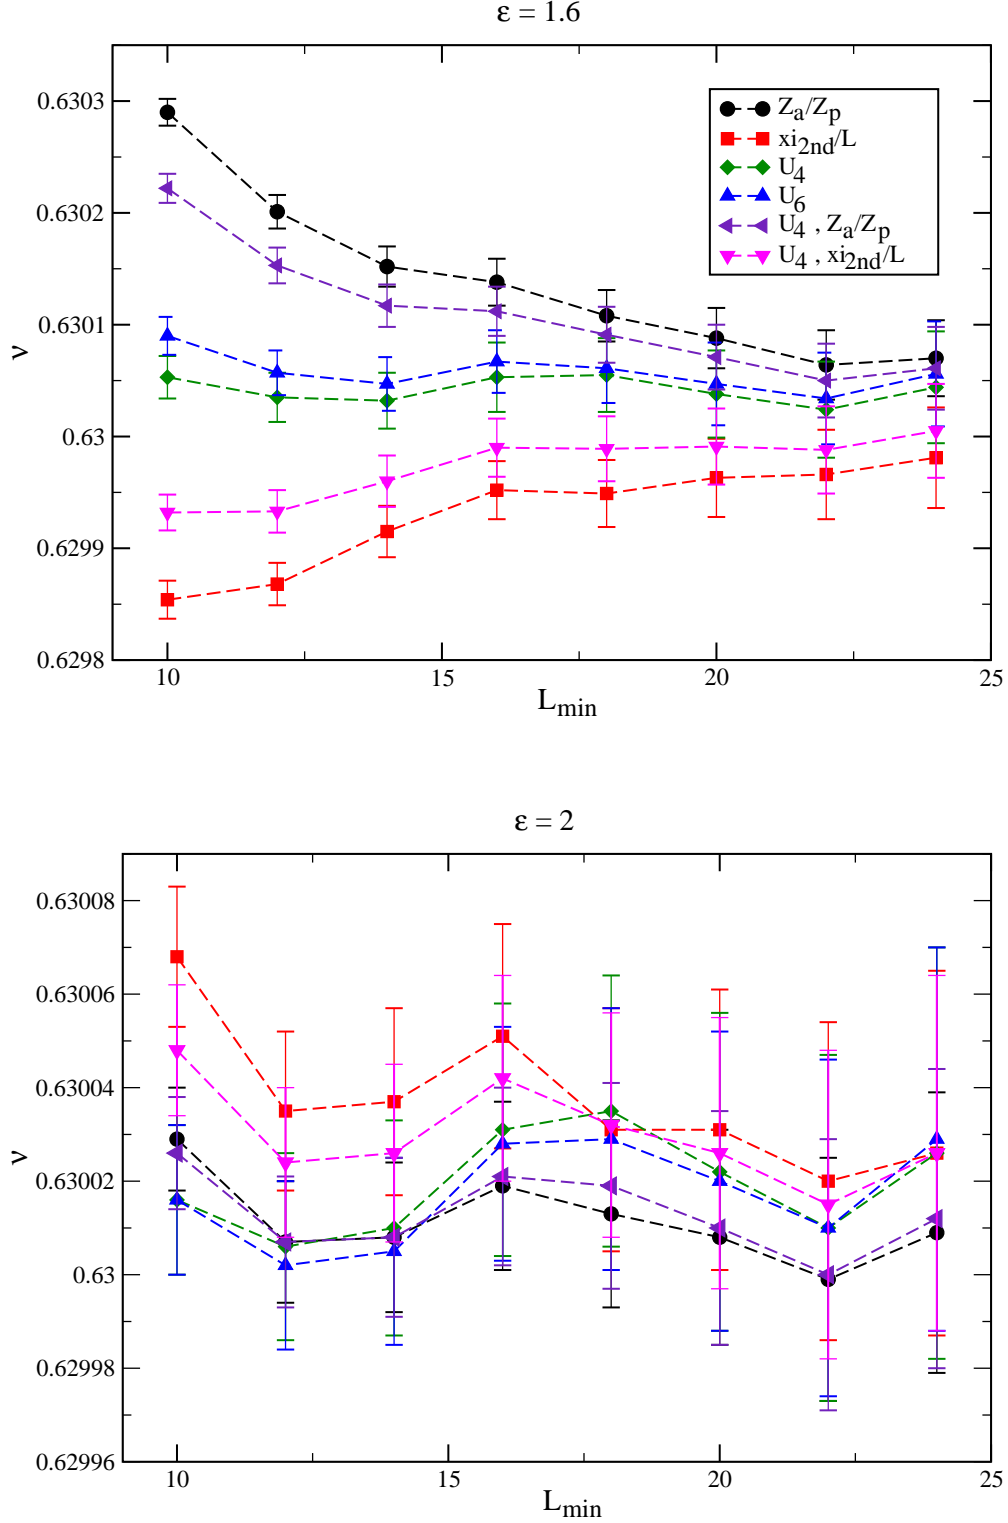 ε = 1.6
0.6303
0.6302
0.6301
0.63
0.6299
0.6298
ν
Z_a/Z_p
xi_2nd/L
U_4
U_6
U_4 , Z_a/Z_p
U_4 , xi_2nd/L
10 15 20 25
L_min
ε = 2
0.63008
0.63006
0.63004
0.63002
0.63
0.62998
0.62996
ν
10 15 20 25
L_min